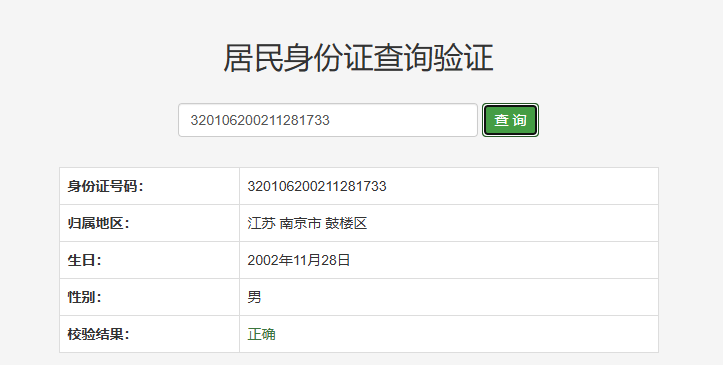 居民身份证查询验证
320106200211281733 查 询
身份证号码： 320106200211281733
归属地区： 江苏 南京市 鼓楼区
生日： 2002年11月28日
性别： 男
校验结果： 正确